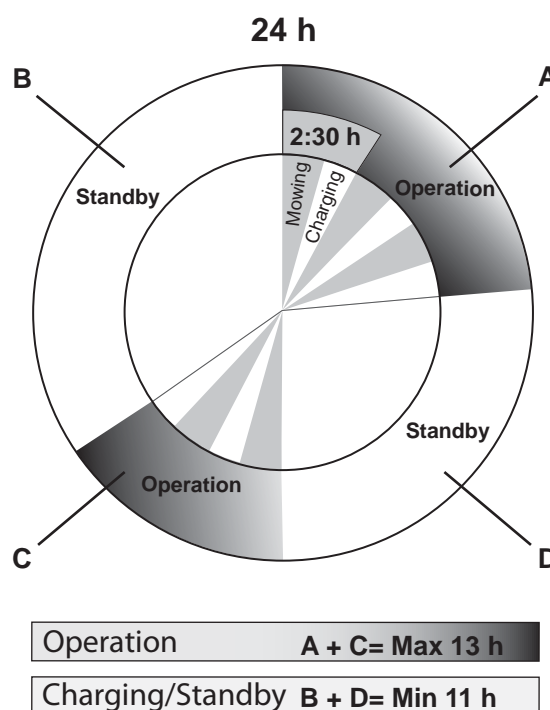 24 h
B
A
2:30 h
Mowing
Charging
Operation
Standby
Standby
Operation
C
D
Operation A + C= Max 13 h
Charging/Standby B + D= Min 11 h